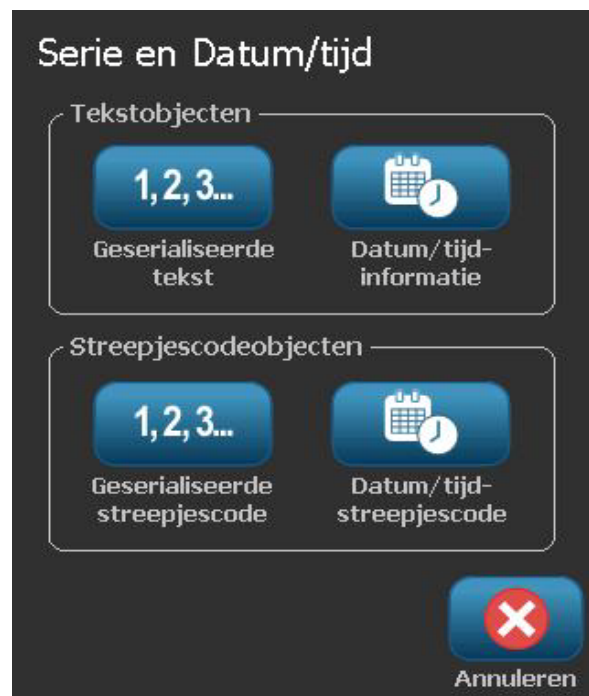 Serie en Datum/tijd
Tekstobjecten
1, 2, 3...
Geserialiseerde
tekst
Datum/tijd-
informatie
Streepjescodeobjecten
1, 2, 3...
Geserialiseerde
streepjescode
Datum/tijd-
streepjescode
Annuleren